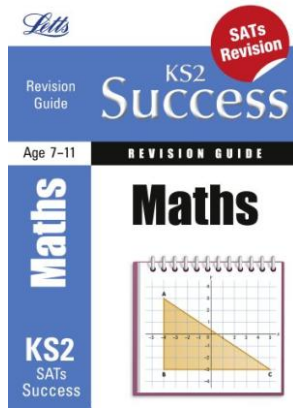 Letts
SATs
Revision
Revision
Guide
KS2
Success
Age 7–11
REVISION GUIDE
Maths
Maths
A
B
C
KS2
SATs
Success